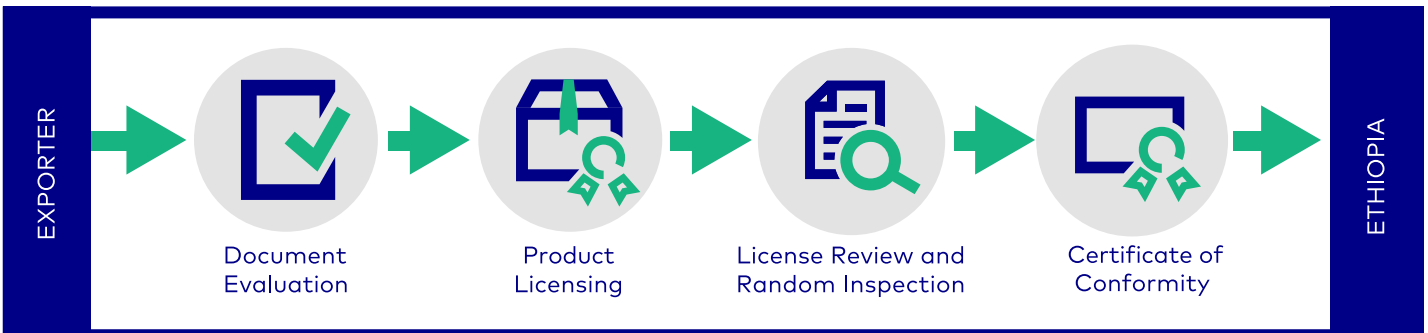 EXPORTER
Document
Evaluation
Product
Licensing
License Review and
Random Inspection
Certificate of
Conformity
ETHIOPIA